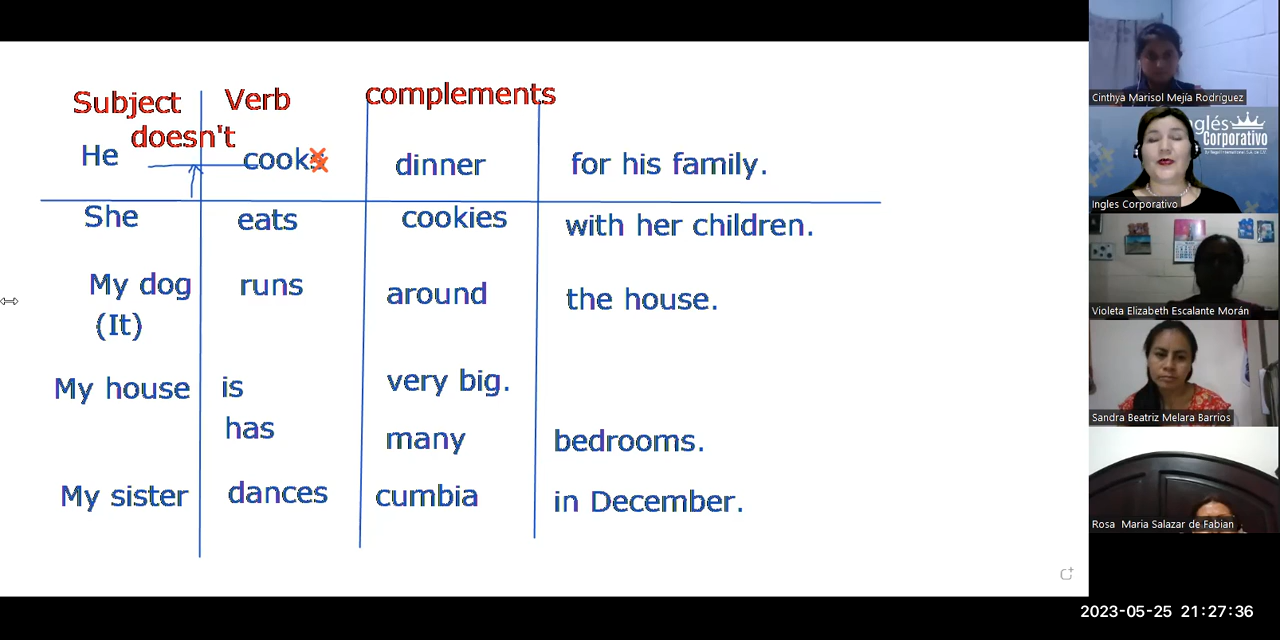 Subject Verb complements
doesn't
He cooks dinner for his family.
She eats cookies with her children.
My dog runs around the house.
(It)
My house is very big.
has many bedrooms.
My sister dances cumbia in December.
Cinthya Marisol Mejía Rodríguez
Inglés
Corporativo
Ingles Corporativo
Violeta Elizabeth Escalante Morán
Sandra Beatriz Melara Barrios
Rosa Maria Salazar de Fabian
2023-05-25 21:27:36